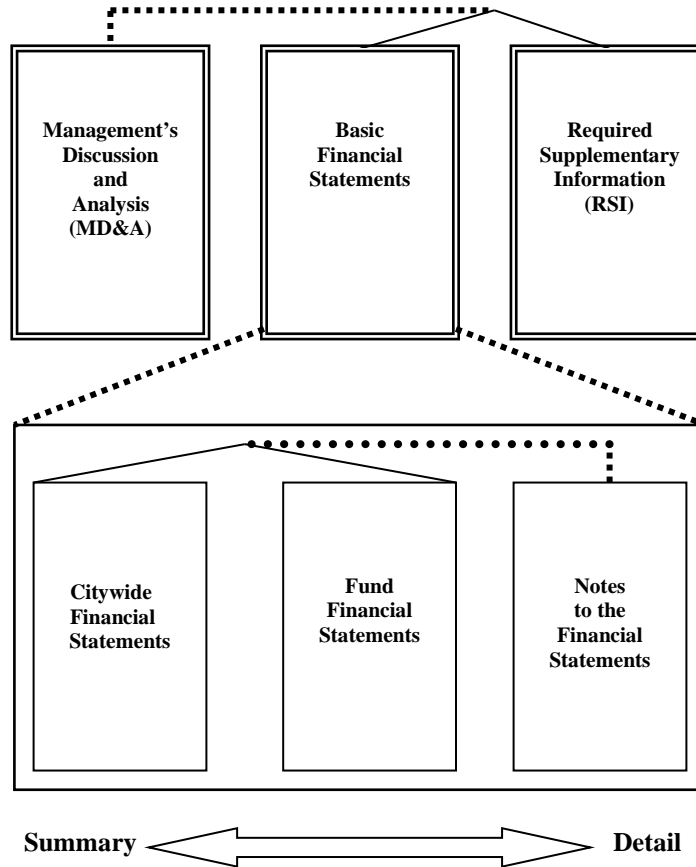 Management's
Discussion
and
Analysis
(MD&A)
Basic
Financial
Statements
Required
Supplementary
Information
(RSI)
Citywide
Financial
Statements
Fund
Financial
Statements
Notes
to the
Financial
Statements
Summary
Detail